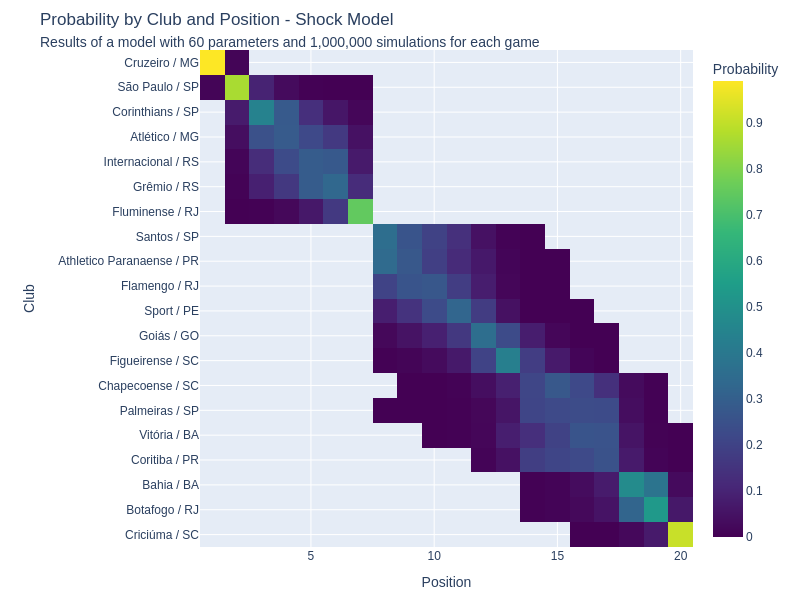 Probability by Club and Position - Shock Model
Results of a model with 60 parameters and 1,000,000 simulations for each game
Probability
Cruzeiro / MG
São Paulo / SP
Corinthians / SP
Atlético / MG
Internacional / RS
Grêmio / RS
Fluminense / RJ
Santos / SP
Athletico Paranaense / PR
Flamengo / RJ
Sport / PE
Goiás / GO
Figueirense / SC
Chapecoense / SC
Palmeiras / SP
Vitória / BA
Coritiba / PR
Bahia / BA
Botafogo / RJ
Criciúma / SC
Club
5
10
15
20
Position
0.9
0.8
0.7
0.6
0.5
0.4
0.3
0.2
0.1
0